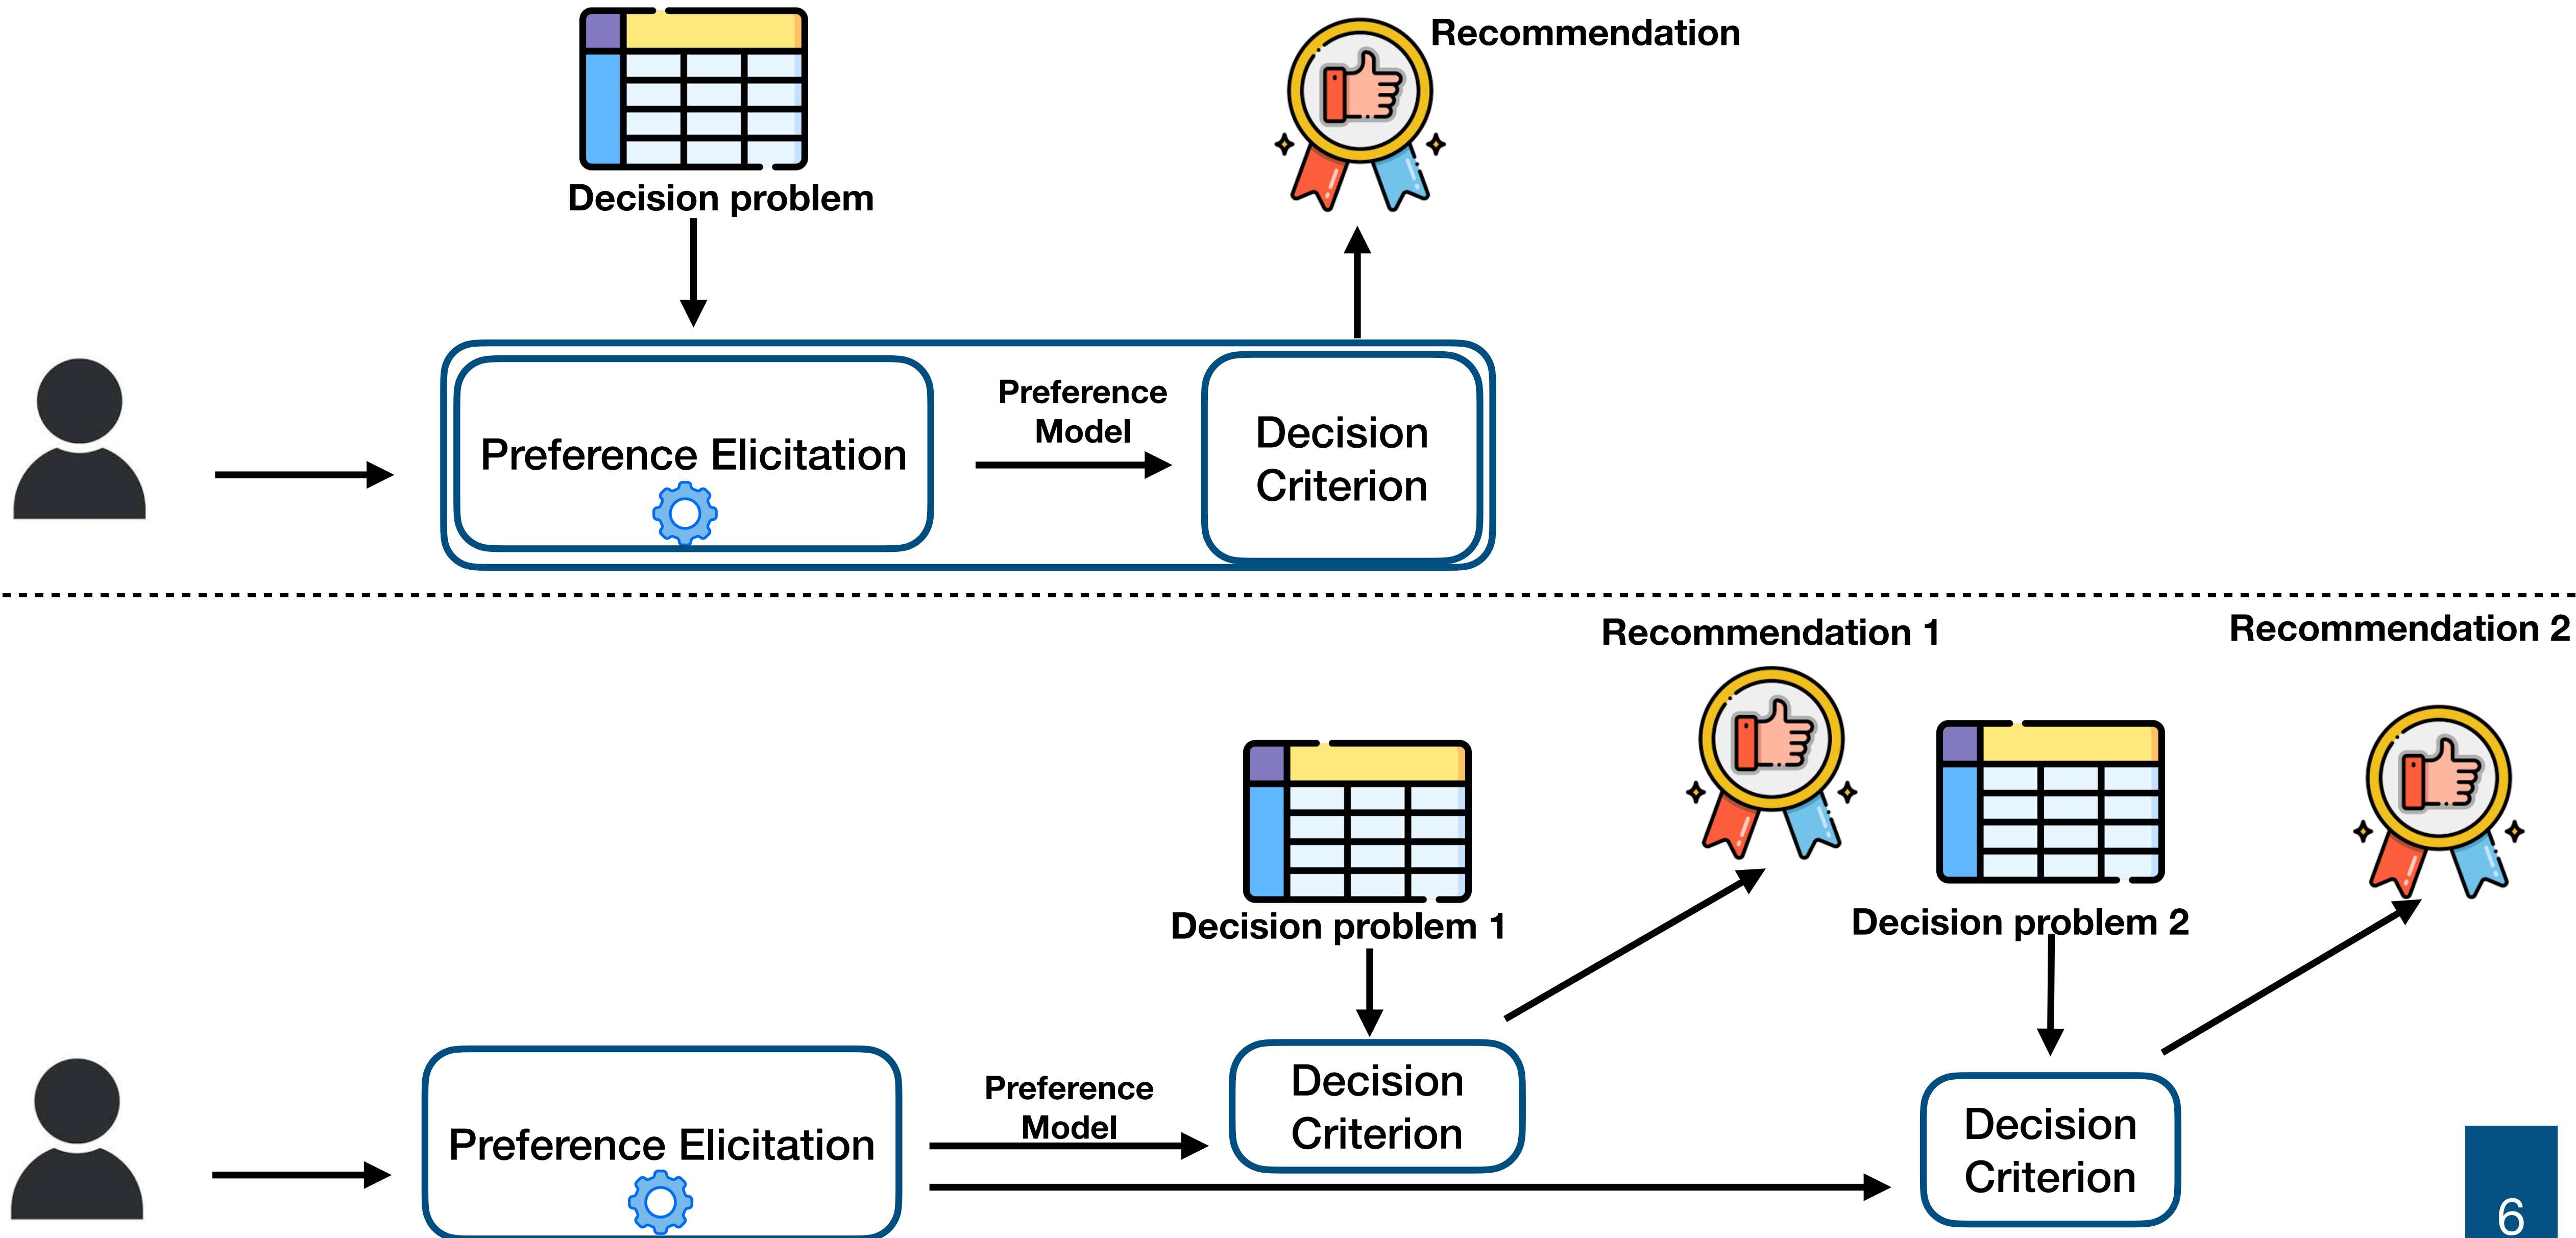 Recommendation
Decision problem
Preference Elicitation
Preference
Model
Decision
Criterion
Recommendation 1
Recommendation 2
Decision problem 1
Decision problem 2
Preference Elicitation
Preference
Model
Decision
Criterion
Decision
Criterion
6